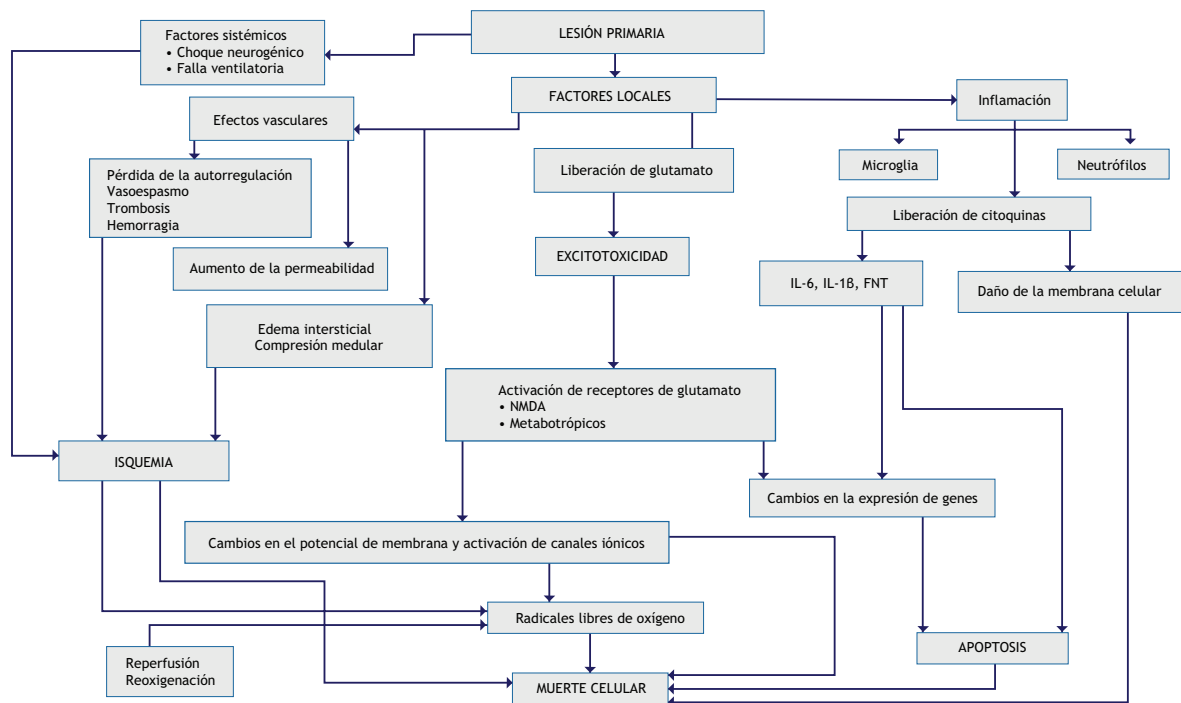 LESIÓN PRIMARIA
Factores sistémicos
• Choque neurogénico
• Falla ventilatoria
FACTORES LOCALES
Inflamación
Efectos vasculares
Microglia
Neutrófilos
Liberación de glutamato
Pérdida de la autorregulación
Vasoespasmo
Trombosis
Hemorragia
Liberación de citoquinas
EXCITOTOXICIDAD
Aumento de la permeabilidad
IL-6, IL-1ß, FNT
Daño de la membrana celular
Edema intersticial
Compresión medular
Activación de receptores de glutamato
• NMDA
• Metabotrópicos
ISQUEMIA
Cambios en la expresión de genes
Cambios en el potencial de membrana y activación de canales iónicos
Radicales libres de oxígeno
APOPTOSIS
Reperfusión
Reoxigenación
MUERTE CELULAR